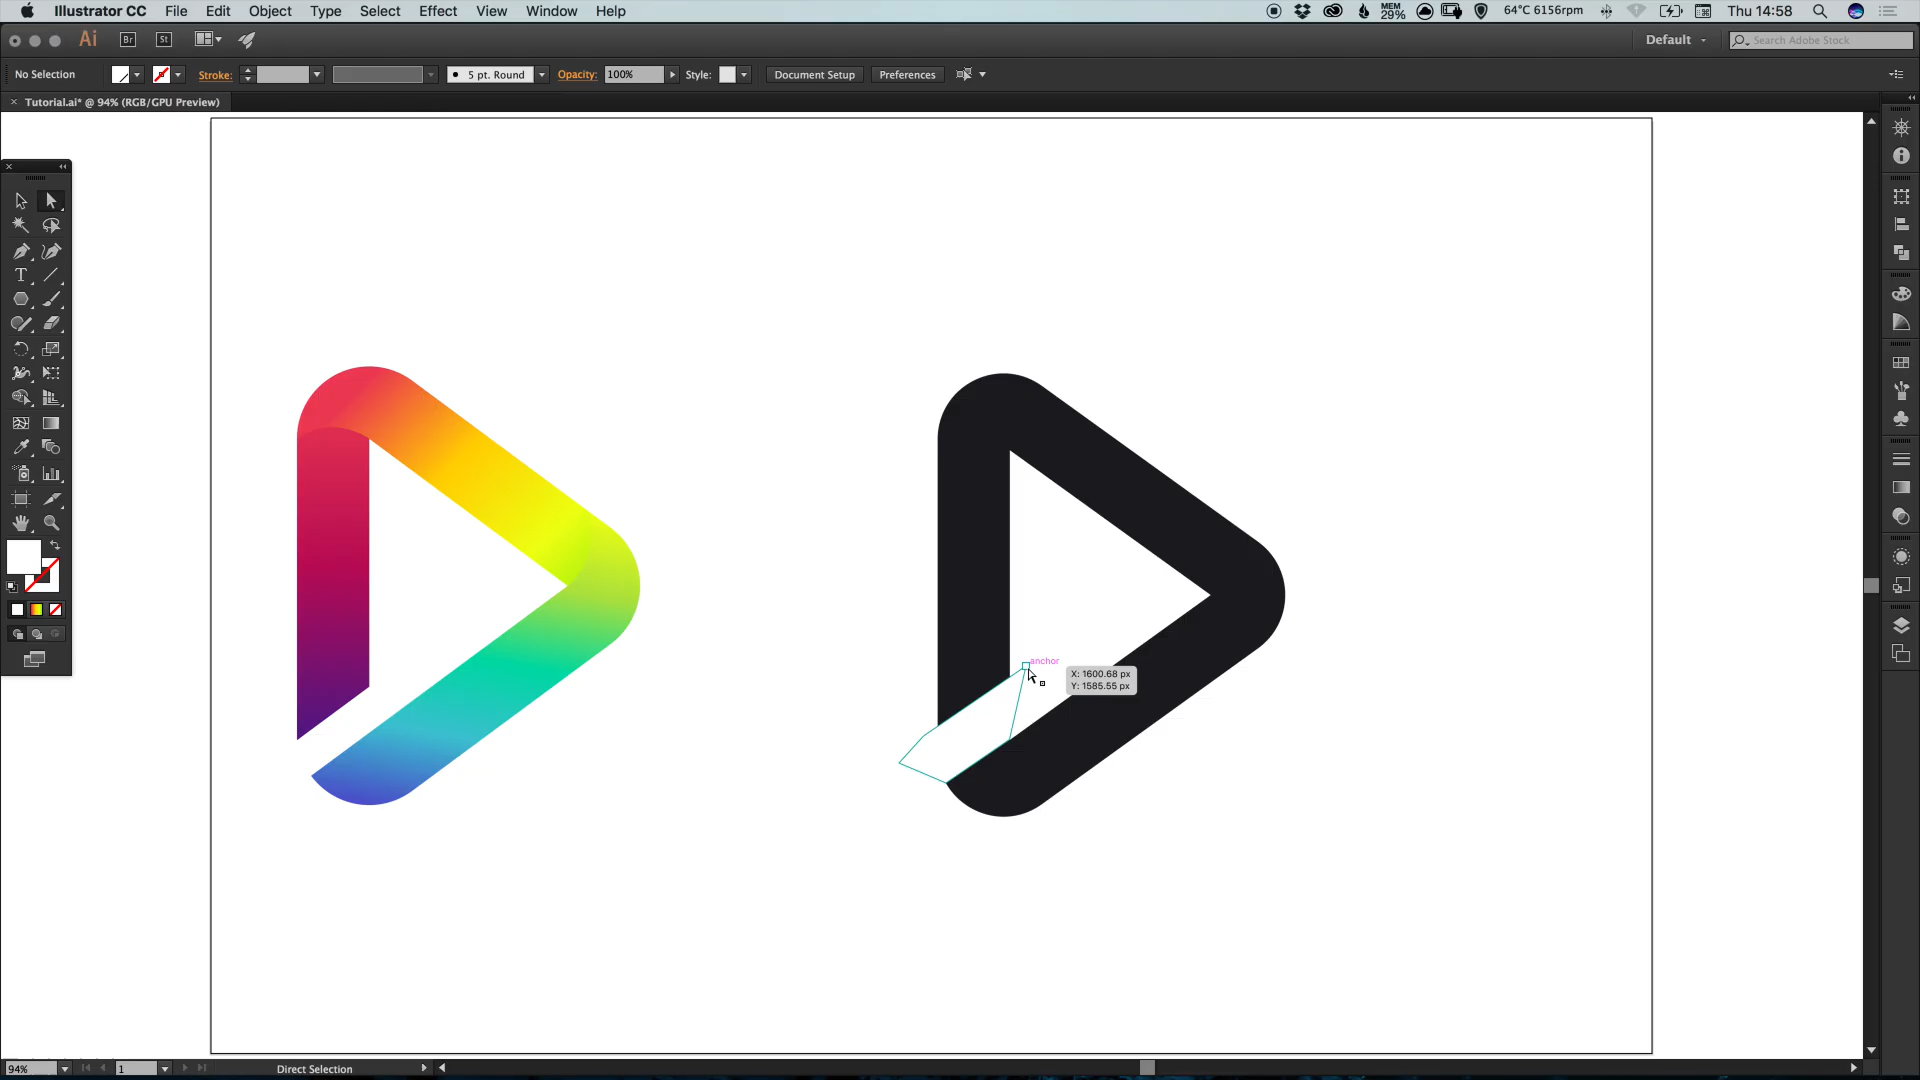 Illustrator CC File Edit Object Type Select Effect View Window Help MEM 29% 64°C 6156rpm Thu 14:58
Ai Br St Default Search Adobe Stock
No Selection Stroke: 5 pt. Round Opacity: 100% Style: Document Setup Preferences
× Tutorial.ai* @ 94% (RGB/GPU Preview)
anchor
X: 1600.68 px
Y: 1585.55 px
94% 1 Direct Selection